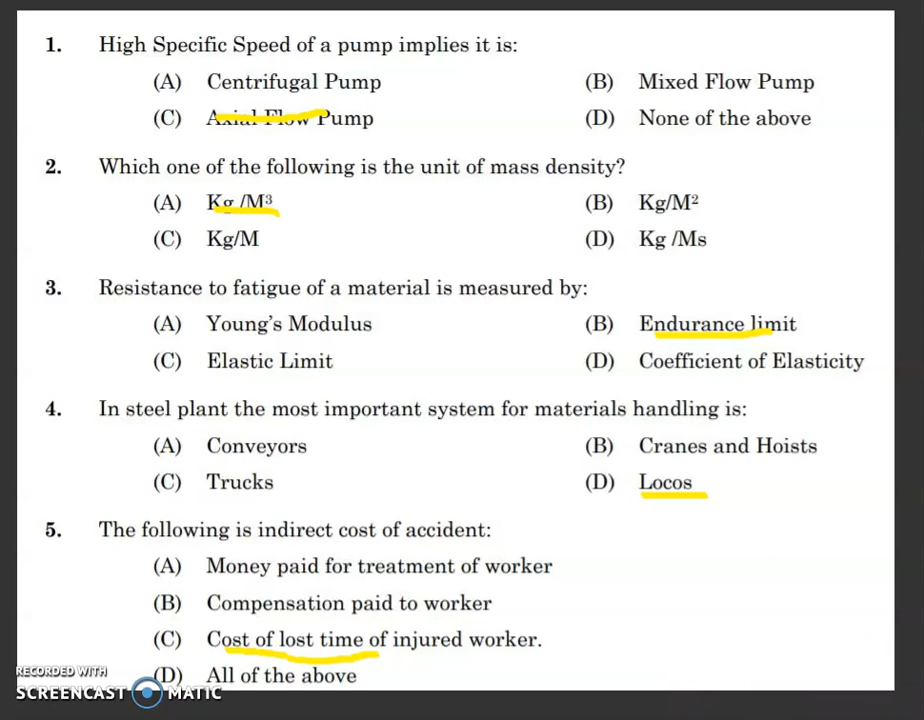 1. High Specific Speed of a pump implies it is:
(A) Centrifugal Pump (B) Mixed Flow Pump
(C) Axial Flow Pump (D) None of the above
2. Which one of the following is the unit of mass density?
(A) Kg /M³ (B) Kg/M²
(C) Kg/M (D) Kg /Ms
3. Resistance to fatigue of a material is measured by:
(A) Young's Modulus (B) Endurance limit
(C) Elastic Limit (D) Coefficient of Elasticity
4. In steel plant the most important system for materials handling is:
(A) Conveyors (B) Cranes and Hoists
(C) Trucks (D) Locos
5. The following is indirect cost of accident:
(A) Money paid for treatment of worker
(B) Compensation paid to worker
(C) Cost of lost time of injured worker.
(D) All of the above
RECORDED WITH
SCREENCAST MATIC